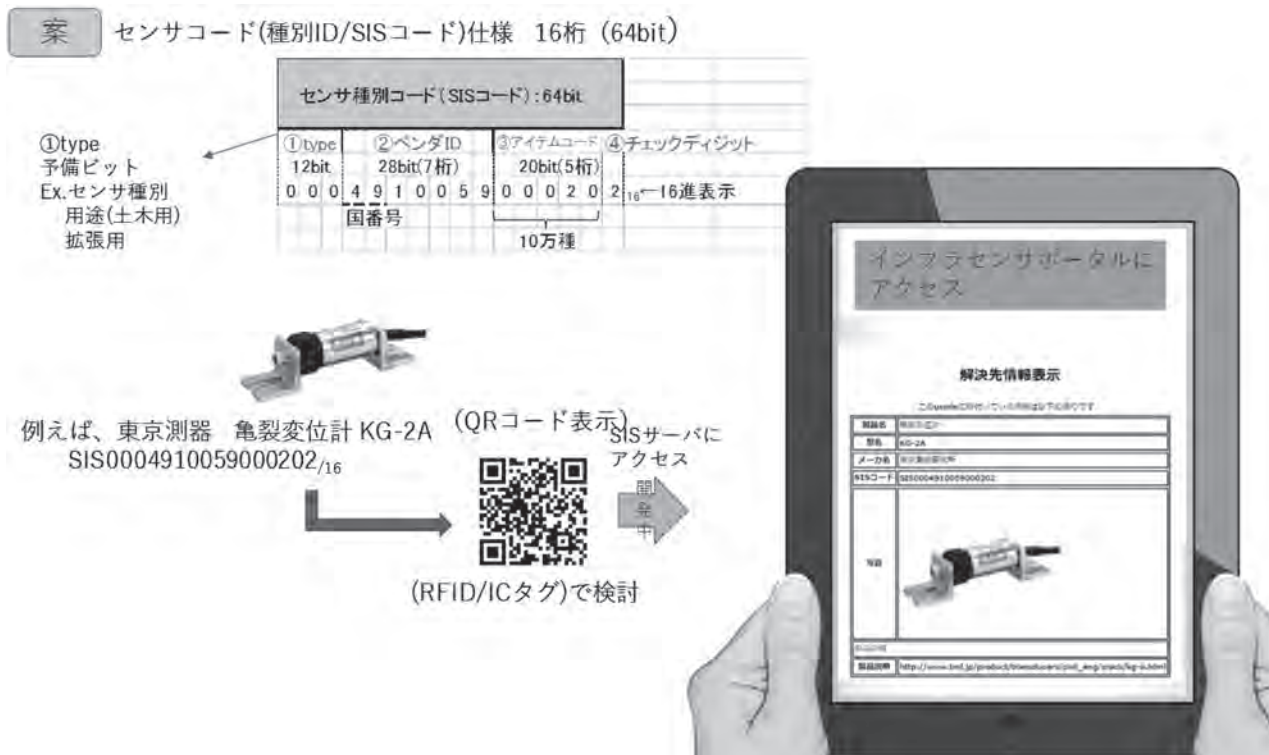 案
センサコード(種別ID/SISコード)仕様 16桁 (64bit)
センサ種別コード(SISコード):64bit
①type ②ベンダID ③アイテムコード ④チェックディジット
12bit 28bit(7桁) 20bit(5桁)
0 0 0 4 9 1 0 0 5 9 0 0 0 2 0 2 16←16進表示
国番号
10万種
①type
予備ビット
Ex.センサ種別
用途(土木用)
拡張用
例えば、東京測器 亀裂変位計 KG-2A
SIS0004910059000202/16
(QRコード表示)
SISサーバに
アクセス
開発中
(RFID/ICタグ)で検討
インフラセンサポータルに
アクセス
解決先情報表示
製品名
型名 KG-2A
メーカ名
SISコード SIS0004910059000202
写真
製品説明